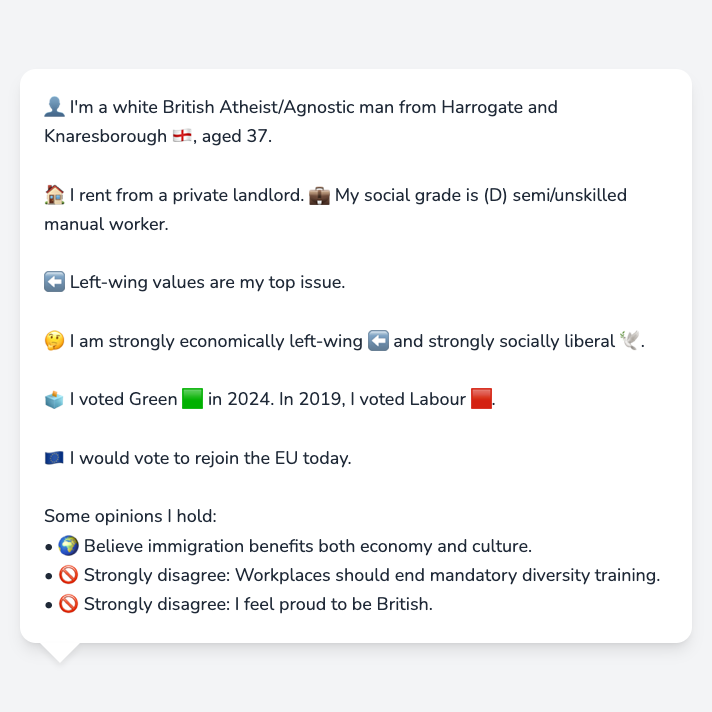 👤 I'm a white British Atheist/Agnostic man from Harrogate and
Knaresborough 🏴󠁧󠁢󠁥󠁮󠁧󠁿, aged 37.
🏠 I rent from a private landlord. 💼 My social grade is (D) semi/unskilled
manual worker.
⬅️ Left-wing values are my top issue.
🤔 I am strongly economically left-wing ⬅️ and strongly socially liberal 🕊️.
🗳️ I voted Green 🟩 in 2024. In 2019, I voted Labour 🟥.
🇪🇺 I would vote to rejoin the EU today.
Some opinions I hold:
• 🌍 Believe immigration benefits both economy and culture.
• 🚫 Strongly disagree: Workplaces should end mandatory diversity training.
• 🚫 Strongly disagree: I feel proud to be British.